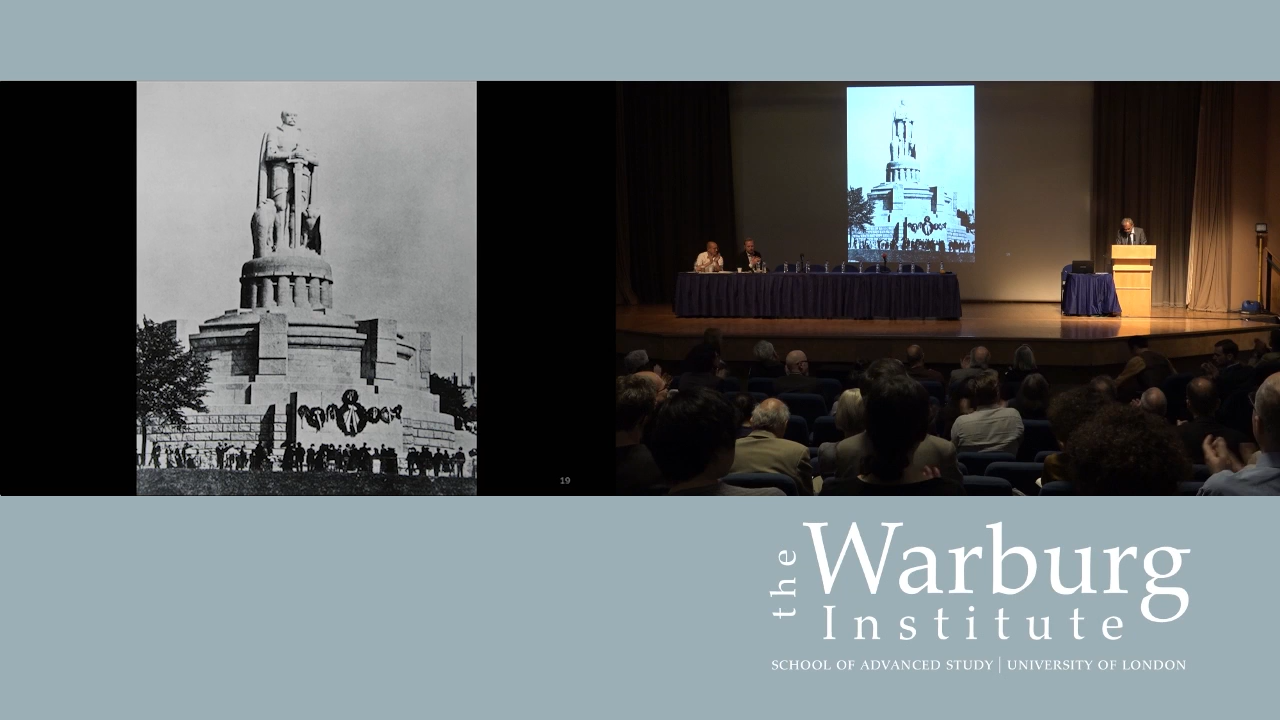 19
the Warburg
Institute
SCHOOL OF ADVANCED STUDY | UNIVERSITY OF LONDON